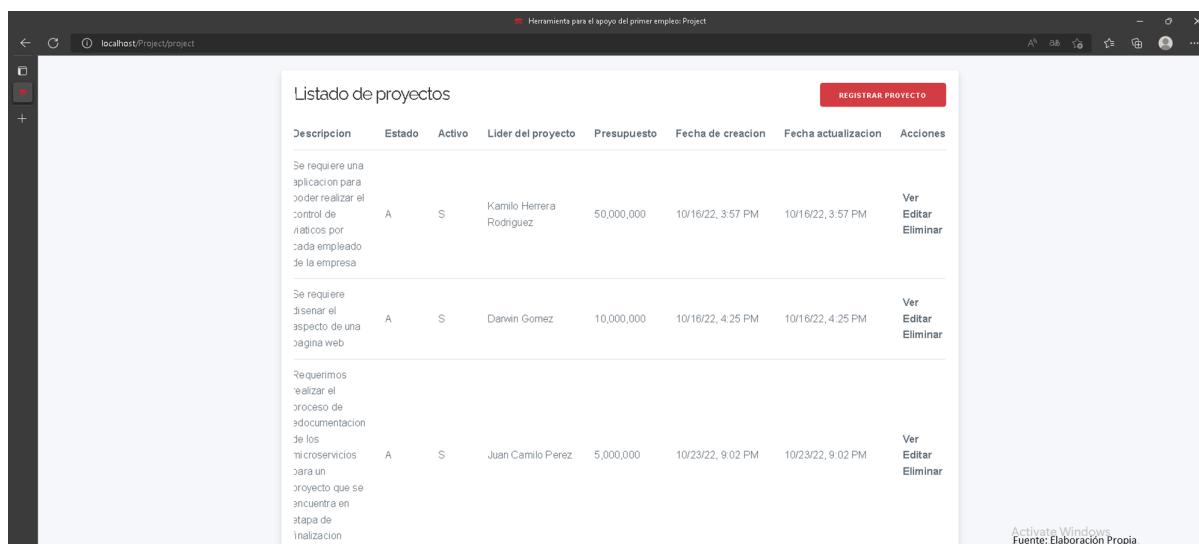 Herramienta para el apoyo del primer empleo: Project
localhost/Project/project
Listado de proyectos
REGISTRAR PROYECTO
Descripcion Estado Activo Lider del proyecto Presupuesto Fecha de creacion Fecha actualizacion Acciones
Se requiere una
aplicacion para
poder realizar el
control de
viaticos por
cada empleado
de la empresa
A S
Kamilo Herrera
Rodriguez
50,000,000 10/16/22, 3:57 PM 10/16/22, 3:57 PM
Ver
Editar
Eliminar
Se requiere
disenar el
aspecto de una
pagina web
A S Darwin Gomez 10,000,000 10/16/22, 4:25 PM 10/16/22, 4:25 PM
Ver
Editar
Eliminar
Requerimos
realizar el
proceso de
edocumentacion
de los
microservicios
para un
proyecto que se
encuentra en
etapa de
finalizacion
A S Juan Camilo Perez 5,000,000 10/23/22, 9:02 PM 10/23/22, 9:02 PM
Ver
Editar
Eliminar
Activate Windows
Fuente: Elaboración Propia